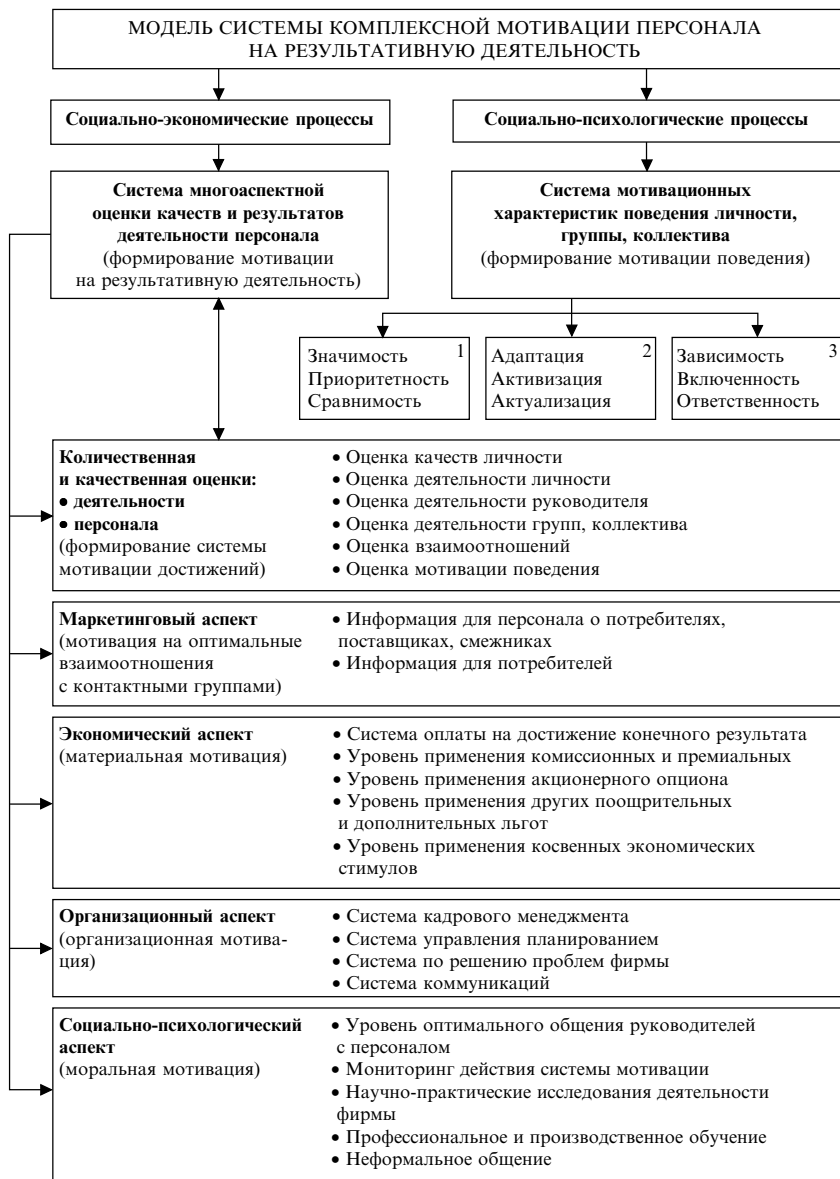 МОДЕЛЬ СИСТЕМЫ КОМПЛЕКСНОЙ МОТИВАЦИИ ПЕРСОНАЛА
НА РЕЗУЛЬТАТИВНУЮ ДЕЯТЕЛЬНОСТЬ
Социально-экономические процессы
Социально-психологические процессы
Система многоаспектной
оценки качеств и результатов
деятельности персонала
(формирование мотивации
на результативную деятельность)
Система мотивационных
характеристик поведения личности,
группы, коллектива
(формирование мотивации поведения)
Значимость 1
Приоритетность
Сравнимость
Адаптация 2
Активизация
Актуализация
Зависимость 3
Включенность
Ответственность
Количественная
и качественная оценки:
• деятельности
• персонала
(формирование системы
мотивации достижений)
• Оценка качеств личности
• Оценка деятельности личности
• Оценка деятельности руководителя
• Оценка деятельности групп, коллектива
• Оценка взаимоотношений
• Оценка мотивации поведения
Маркетинговый аспект
(мотивация на оптимальные
взаимоотношения
с контактными группами)
• Информация для персонала о потребителях,
поставщиках, смежниках
• Информация для потребителей
Экономический аспект
(материальная мотивация)
• Система оплаты на достижение конечного результата
• Уровень применения комиссионных и премиальных
• Уровень применения акционерного опциона
• Уровень применения других поощрительных
и дополнительных льгот
• Уровень применения косвенных экономических
стимулов
Организационный аспект
(организационная мотива-
ция)
• Система кадрового менеджмента
• Система управления планированием
• Система по решению проблем фирмы
• Система коммуникаций
Социально-психологический
аспект
(моральная мотивация)
• Уровень оптимального общения руководителей
с персоналом
• Мониторинг действия системы мотивации
• Научно-практические исследования деятельности
фирмы
• Профессиональное и производственное обучение
• Неформальное общение